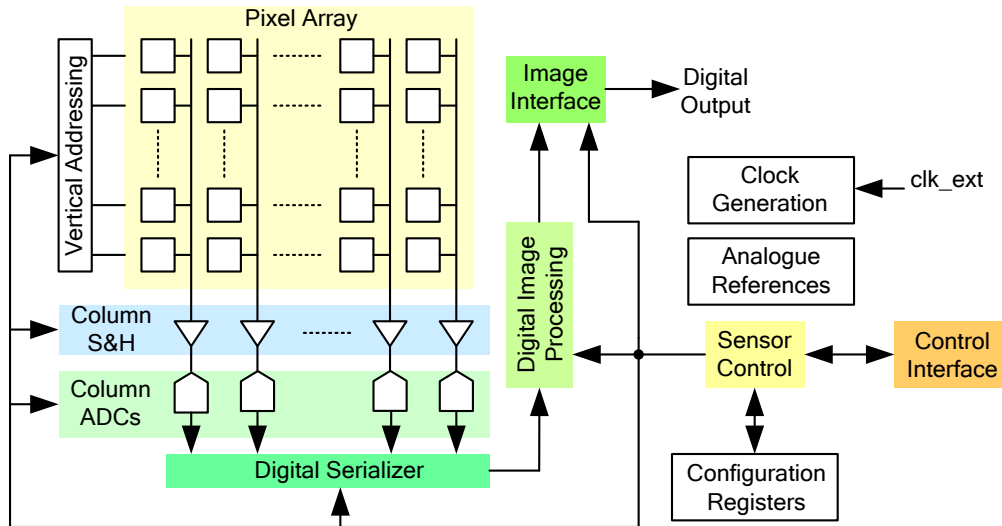 Pixel Array
Vertical Addressing
Image
Interface
Digital
Output
Clock
Generation
clk_ext
Analogue
References
Digital Image
Processing
Column
S&H
Sensor
Control
Control
Interface
Column
ADCs
Digital Serializer
Configuration
Registers